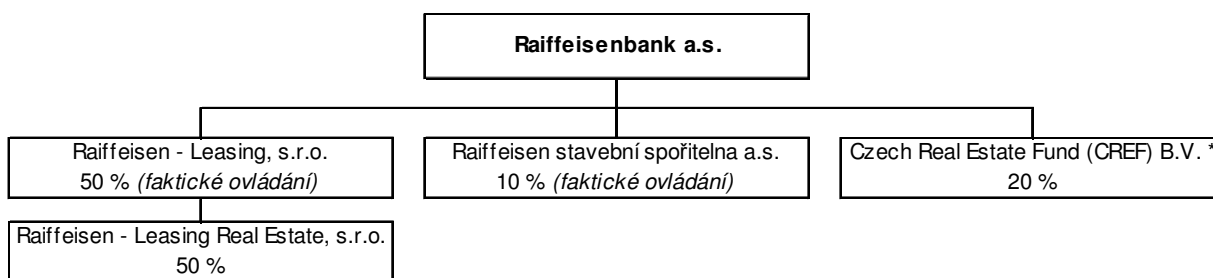 Raiffeisenbank a.s.
Raiffeisen - Leasing, s.r.o.
50 % (faktické ovládání)
Raiffeisen stavební spořitelna a.s.
10 % (faktické ovládání)
Czech Real Estate Fund (CREF) B.V. *
20 %
Raiffeisen - Leasing Real Estate, s.r.o.
50 %